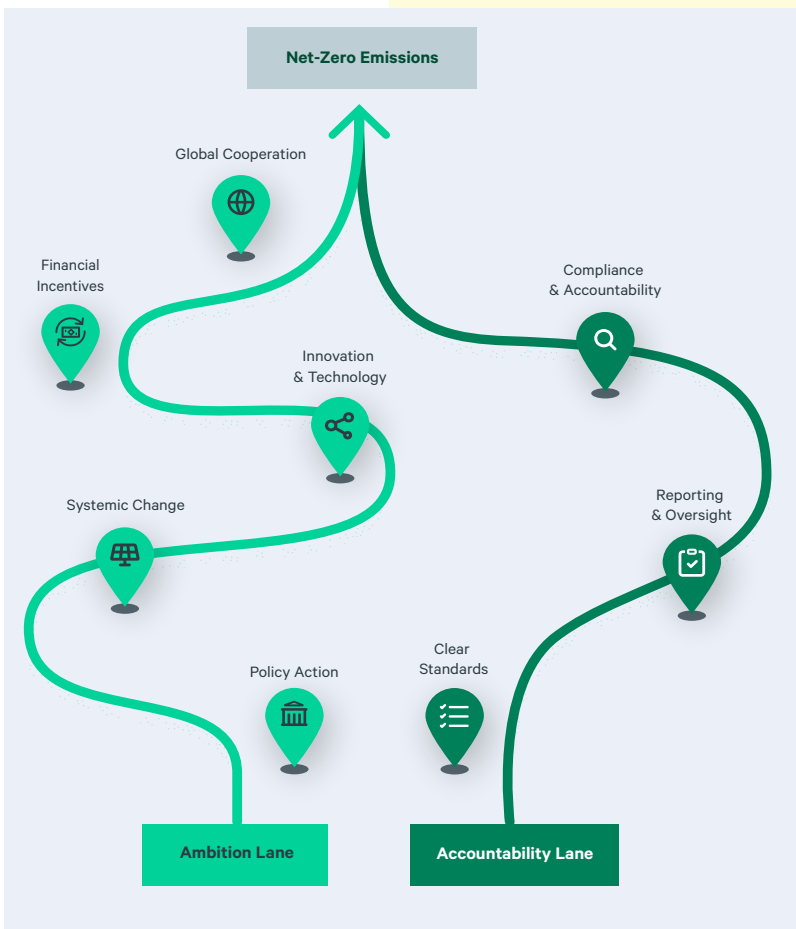 Net-Zero Emissions
Global Cooperation
Financial
Incentives
Compliance
& Accountability
Innovation
& Technology
Systemic Change
Reporting
& Oversight
Policy Action
Clear
Standards
Ambition Lane
Accountability Lane